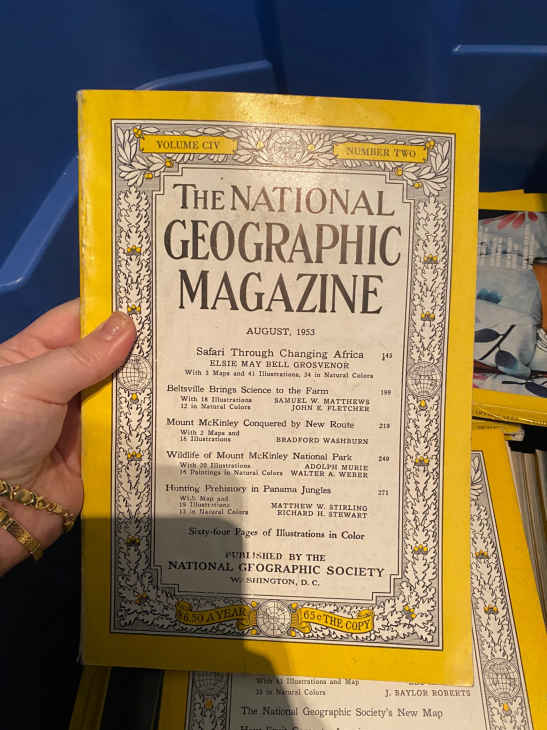 VOLUME CIV
NUMBER TWO
THE NATIONAL
GEOGRAPHIC
MAGAZINE
AUGUST, 1953
Safari Through Changing Africa 145
ELSIE MAY BELL GROSVENOR
With 3 Maps and 41 Illustrations, 34 in Natural Colors
Beltsville Brings Science to the Farm 199
With 18 Illustrations SAMUEL W. MATTHEWS
12 in Natural Colors JOHN E. FLETCHER
Mount McKinley Conquered by New Route 219
With 2 Maps and
18 Illustrations BRADFORD WASHBURN
Wildlife of Mount McKinley National Park 249
With 20 Illustrations ADOLPH MURIE
16 Paintings in Natural Colors WALTER A. WEBER
Hunting Prehistory in Panama Jungles 271
With Map and
19 Illustrations MATTHEW W. STIRLING
13 in Natural Colors RICHARD H. STEWART
Sixty-four Pages of Illustrations in Color
PUBLISHED BY THE
NATIONAL GEOGRAPHIC SOCIETY
WASHINGTON, D. C.
$6.50 A YEAR
65c THE COPY
With 43 Illustrations and Map
35 in Natural Colors J. BAYLOR ROBERTS
The National Geographic Society's New Map